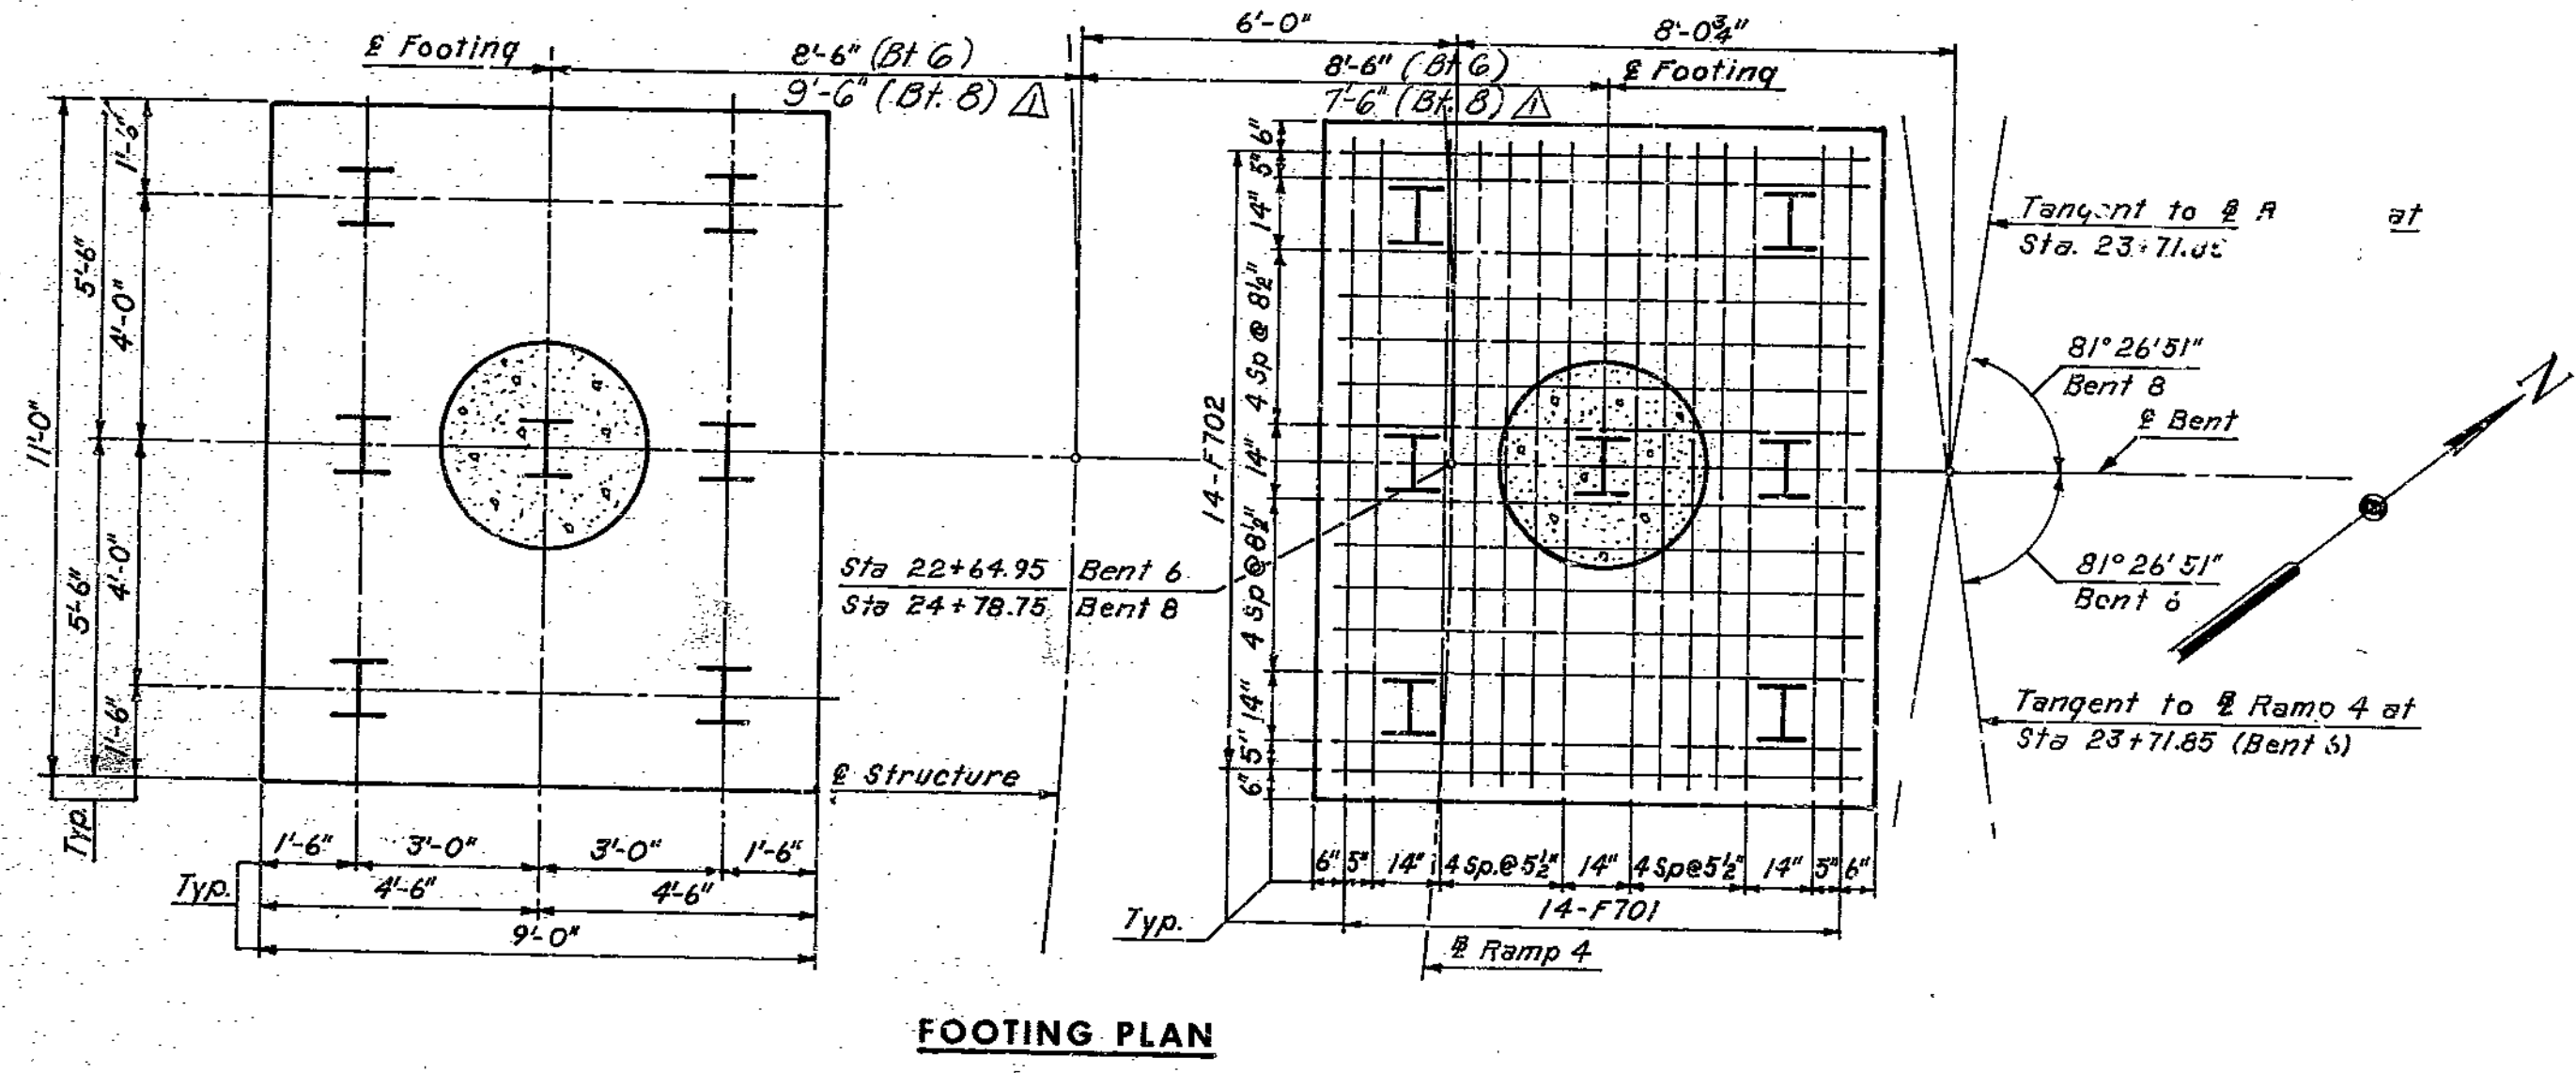 ℄ Footing
8'-6" (Bt 6)
9'-6" (Bt. 8) 1
6'-0"
8'-0¾"
8'-6" (Bt 6)
7'-6" (Bt. 8) 1
℄ Footing
11'-0"
5'-6"
5'-6"
1'-6"
4'-0"
4'-0"
1'-6"
Typ.
1'-6"
3'-0"
3'-0"
1'-6"
Typ.
4'-6"
4'-6"
9'-0"
Sta 22+64.95 Bent 6
Sta 24+78.75 Bent 8
℄ Structure
14-F702
6"
5"
14"
4 Sp @ 8½"
14"
4 Sp @ 8½"
14"
5"
6"
6"
5"
14"
4 Sp.@5½"
14"
4 Sp@5½"
14"
5"
6"
14-F701
Typ.
℄ Ramp 4
Tangent to ℄ at
Sta. 23+71.
81°26'51"
Bent 8
℄ Bent
81°26'51"
Bent 6
N
Tangent to ℄ Ramp 4 at
Sta 23+71.85 (Bent 6)
FOOTING PLAN